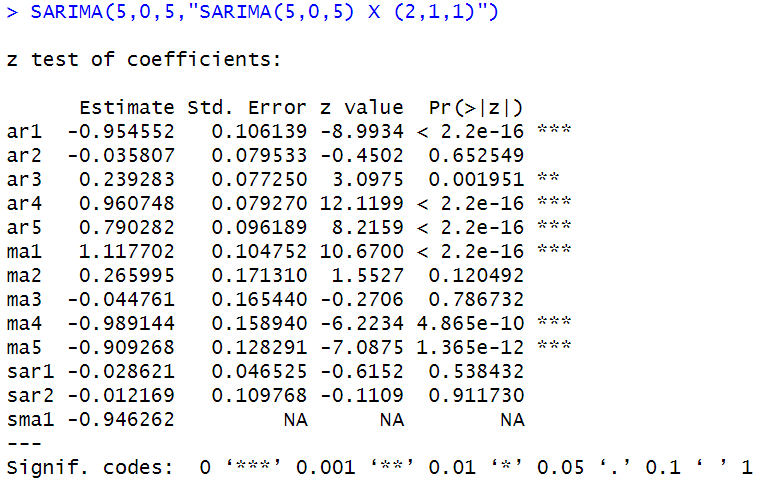 > SARIMA(5,0,5,"SARIMA(5,0,5) X (2,1,1)")
z test of coefficients:
Estimate Std. Error z value Pr(>|z|)
ar1 -0.954552 0.106139 -8.9934 < 2.2e-16 ***
ar2 -0.035807 0.079533 -0.4502 0.652549
ar3 0.239283 0.077250 3.0975 0.001951 **
ar4 0.960748 0.079270 12.1199 < 2.2e-16 ***
ar5 0.790282 0.096189 8.2159 < 2.2e-16 ***
ma1 1.117702 0.104752 10.6700 < 2.2e-16 ***
ma2 0.265995 0.171310 1.5527 0.120492
ma3 -0.044761 0.165440 -0.2706 0.786732
ma4 -0.989144 0.158940 -6.2234 4.865e-10 ***
ma5 -0.909268 0.128291 -7.0875 1.365e-12 ***
sar1 -0.028621 0.046525 -0.6152 0.538432
sar2 -0.012169 0.109768 -0.1109 0.911730
sma1 -0.946262 NA NA NA
---
Signif. codes: 0 ‘***’ 0.001 ‘**’ 0.01 ‘*’ 0.05 ‘.’ 0.1 ‘ ’ 1